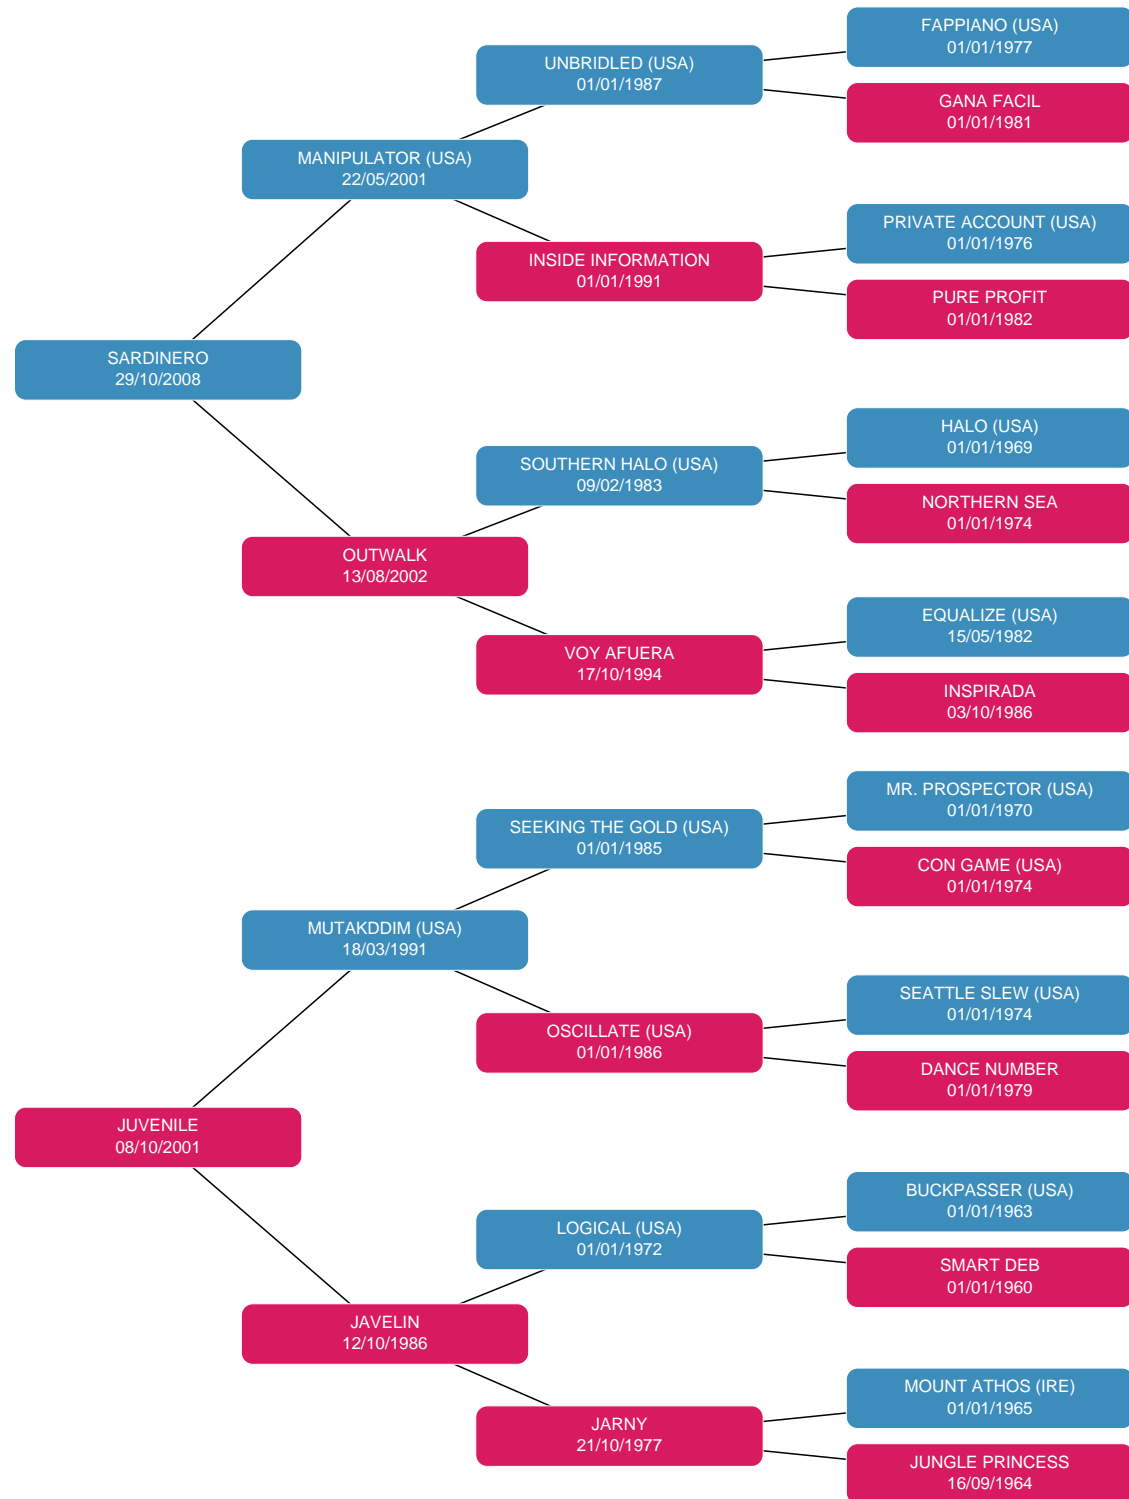 FAPPIANO (USA)
01/01/1977
UNBRIDLED (USA)
01/01/1987
GANA FACIL
01/01/1981
MANIPULATOR (USA)
22/05/2001
PRIVATE ACCOUNT (USA)
01/01/1976
INSIDE INFORMATION
01/01/1991
PURE PROFIT
01/01/1982
SARDINERO
29/10/2008
HALO (USA)
01/01/1969
SOUTHERN HALO (USA)
09/02/1983
NORTHERN SEA
01/01/1974
OUTWALK
13/08/2002
EQUALIZE (USA)
15/05/1982
VOY AFUERA
17/10/1994
INSPIRADA
03/10/1986
MR. PROSPECTOR (USA)
01/01/1970
SEEKING THE GOLD (USA)
01/01/1985
CON GAME (USA)
01/01/1974
MUTAKDDIM (USA)
18/03/1991
SEATTLE SLEW (USA)
01/01/1974
OSCILLATE (USA)
01/01/1986
DANCE NUMBER
01/01/1979
JUVENILE
08/10/2001
BUCKPASSER (USA)
01/01/1963
LOGICAL (USA)
01/01/1972
SMART DEB
01/01/1960
JAVELIN
12/10/1986
MOUNT ATHOS (IRE)
01/01/1965
JARNY
21/10/1977
JUNGLE PRINCESS
16/09/1964